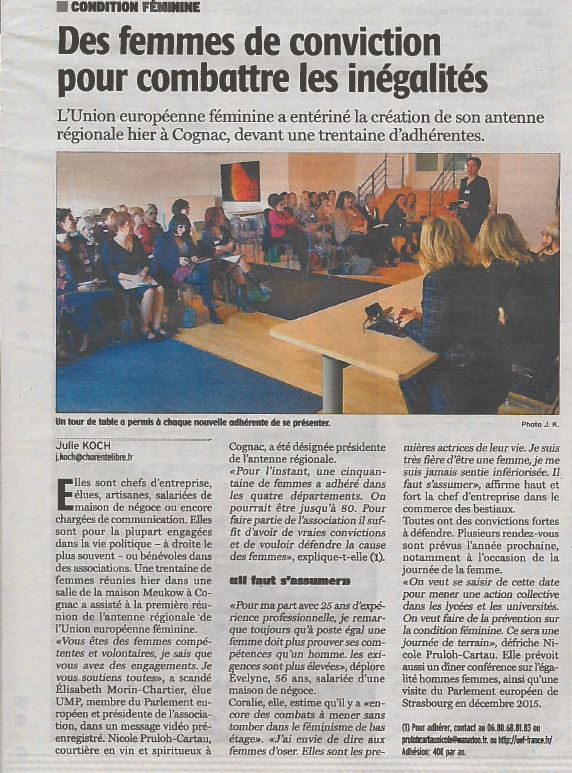 CONDITION FÉMININE
Des femmes de conviction
pour combattre les inégalités
L'Union européenne féminine a entériné la création de son antenne
régionale hier à Cognac, devant une trentaine d'adhérentes.
Un tour de table a permis à chaque nouvelle adhérente de se présenter.
Photo J. K.
Julie KOCH
j.koch@charentelibre.fr
Elles sont chefs d'entreprise,
élues, artisanes, salariées de
maison de négoce ou encore
chargées de communication. Elles
sont pour la plupart engagées
dans la vie politique – à droite le
plus souvent – ou bénévoles dans
des associations. Une trentaine de
femmes réunies hier dans une
salle de la maison Meukow à Co-
gnac a assisté à la première réu-
nion de l'antenne régionale de
l'Union européenne féminine.
«Vous êtes des femmes compé-
tentes et volontaires, je sais que
vous avez des engagements. Je
vous soutiens toutes», a scandé
Élisabeth Morin-Chartier, élue
UMP, membre du Parlement eu-
ropéen et présidente de l'associa-
tion, dans un message vidéo pré-
enregistré. Nicole Pruloh-Cartau,
courtière en vin et spiritueux à
Cognac, a été désignée présidente
de l'antenne régionale.
«Pour l'instant, une cinquan-
taine de femmes a adhéré dans
les quatre départements. On
pourrait être jusqu'à 80. Pour
faire partie de l'association il suf-
fit d'avoir de vraies convictions
et de vouloir défendre la cause
des femmes», explique-t-elle (1).
«Il faut s'assumer»
«Pour ma part avec 25 ans d'expé-
rience professionnelle, je remar-
que toujours qu'à poste égal une
femme doit plus prouver ses com-
pétences qu'un homme. les exi-
gences sont plus élevées», déplore
Évelyne, 56 ans, salariée d'une
maison de négoce.
Coralie, elle, estime qu'il y a «en-
core des combats à mener sans
tomber dans le féminisme de bas
étage». «J'ai envie de dire aux
femmes d'oser. Elles sont les pre-
mières actrices de leur vie. Je suis
très fière d'être une femme, je me
suis jamais sentie infériorisée. Il
faut s'assumer», affirme haut et
fort la chef d'entreprise dans le
commerce des bestiaux.
Toutes ont des convictions fortes
à défendre. Plusieurs rendez-vous
sont prévus l'année prochaine,
notamment à l'occasion de la
journée de la femme.
«On veut se saisir de cette date
pour mener une action collective
dans les lycées et les universités.
On veut faire de la prévention sur
la condition féminine. Ce sera une
journée de terrain», défriche Ni-
cole Pruloh-Cartau. Elle prévoit
aussi un dîner conférence sur l'éga-
lité hommes femmes, ainsi qu'une
visite du Parlement européen de
Strasbourg en décembre 2015.
(1) Pour adhérer, contact au 06.80.68.81.83 ou
prulohcartaunicole@wanadoo.fr. ou http://uef-france.fr/
Adhésion: 40€ par an.